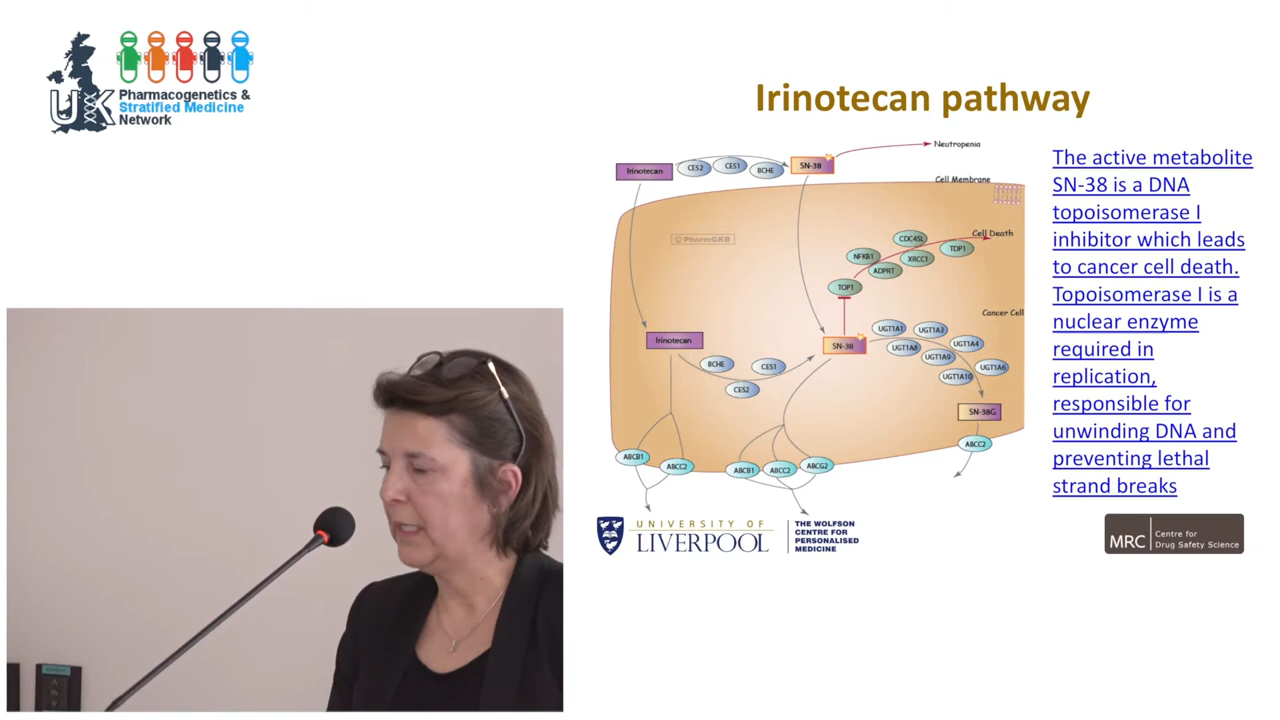 UK
Pharmacogenetics &
Stratified Medicine
Network
Irinotecan pathway
Irinotecan
CES2
CES1
BCHE
SN-38
Neutropenia
Cell Membrane
©PharmGKB
CDC45L
Cell Death
NFKB1
XRCC1
TDP1
ADPRT
TOP1
Cancer Cell
Irinotecan
SN-38
UGT1A1
UGT1A3
UGT1A8
UGT1A4
UGT1A9
UGT1A6
UGT1A10
BCHE
CES1
CES2
SN-38G
ABCC2
ABCB1
ABCC2
ABCB1
ABCC2
ABCG2
The active metabolite
SN-38 is a DNA
topoisomerase I
inhibitor which leads
to cancer cell death.
Topoisomerase I is a
nuclear enzyme
required in
replication,
responsible for
unwinding DNA and
preventing lethal
strand breaks
UNIVERSITY OF
LIVERPOOL
THE WOLFSON
CENTRE FOR
PERSONALISED
MEDICINE
MRC
Centre for
Drug Safety Science